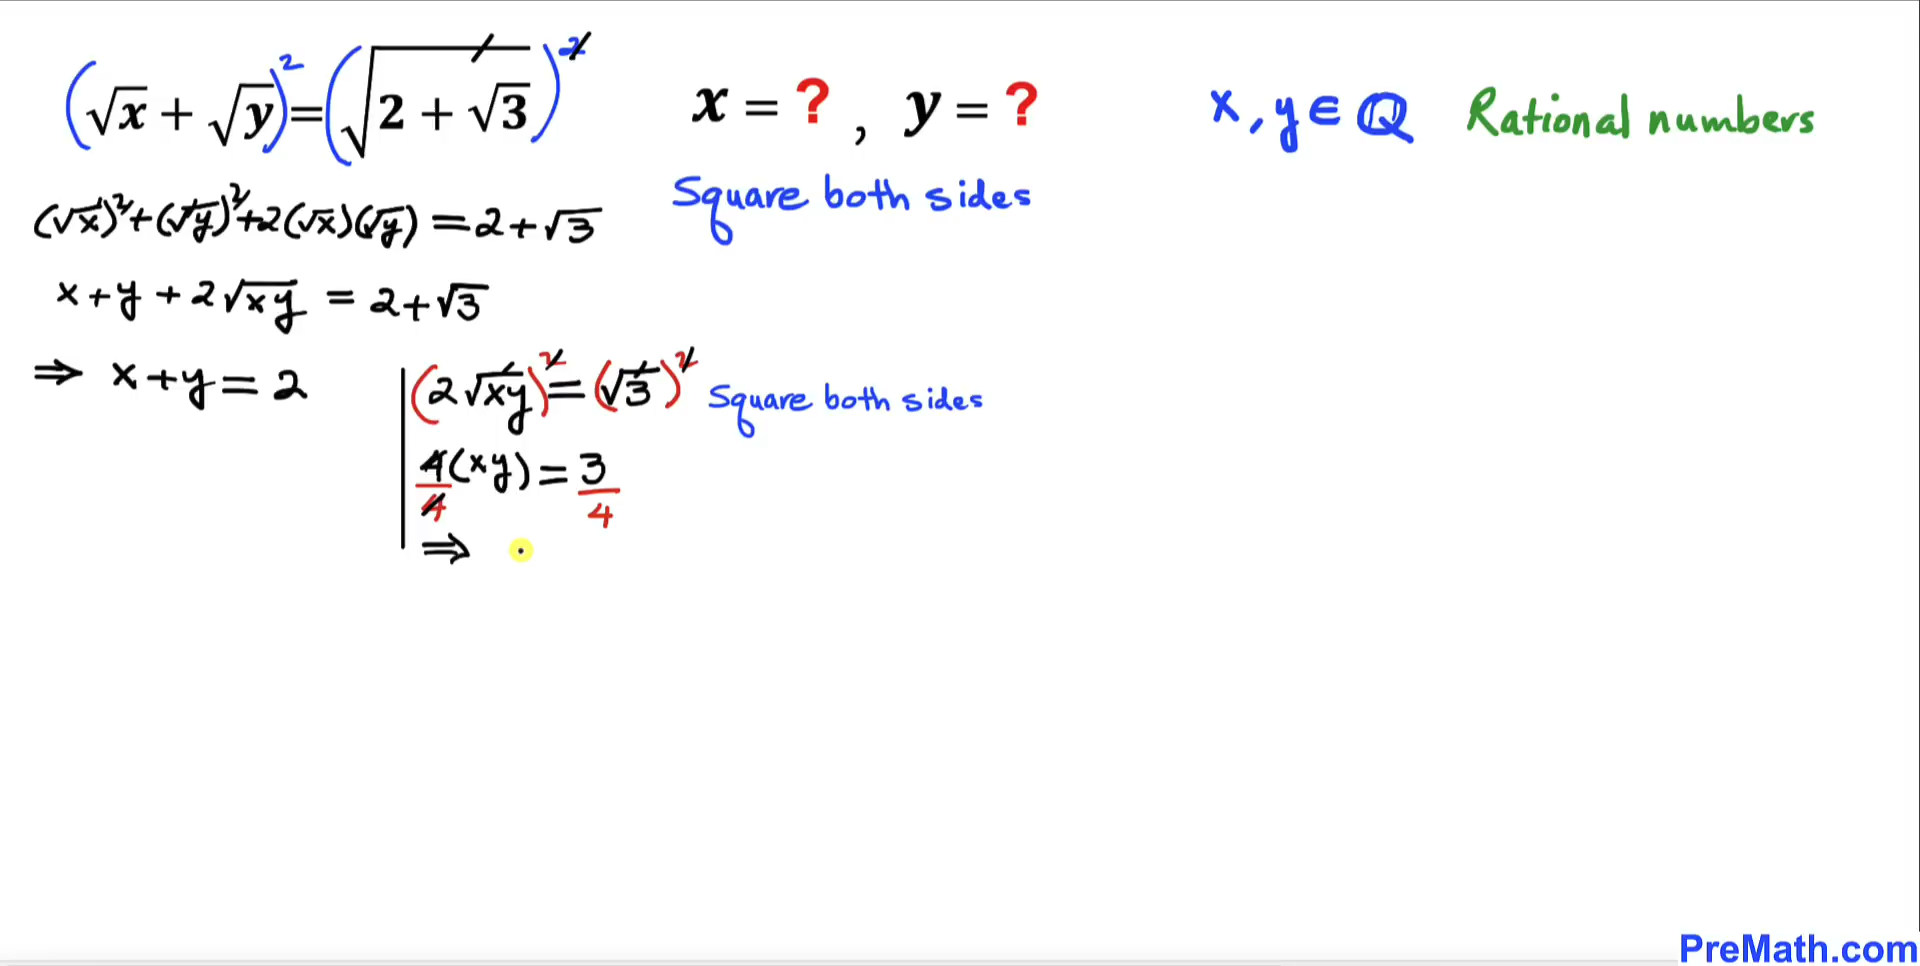 (√x + √y)² = (√(2 + √3))² x = ? , y = ? x, y ∈ ℚ Rational numbers
Square both sides
(√x)² + (√y)² + 2(√x)(√y) = 2 + √3
x + y + 2√xy = 2 + √3
⇒ x + y = 2 (2√xy)² = (√3)² Square both sides
4(xy) = 3
4 4
⇒
PreMath.com